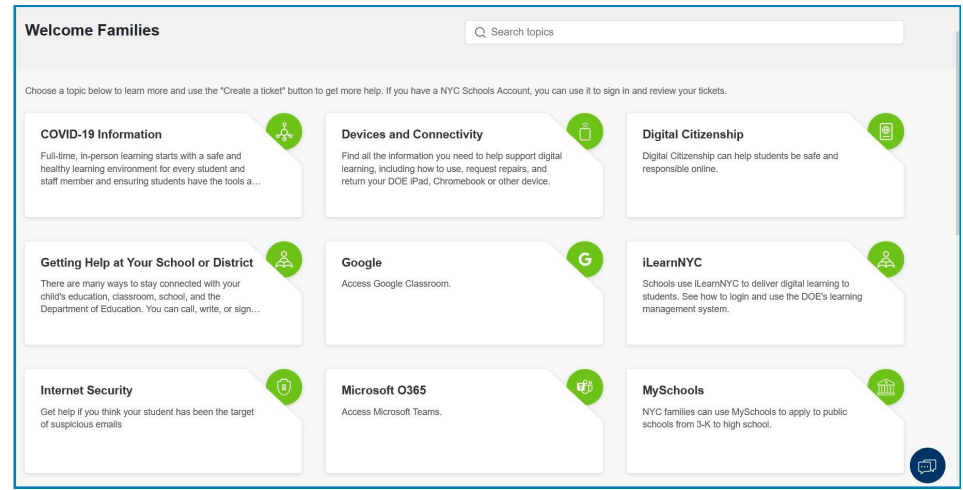 Welcome Families
Search topics
Choose a topic below to learn more and use the "Create a ticket" button to get more help. If you have a NYC Schools Account, you can use it to sign in and review your tickets.
COVID-19 Information
Full-time, in-person learning starts with a safe and
healthy learning environment for every student and
staff member and ensuring students have the tools a...
Devices and Connectivity
Find all the information you need to help support digital
learning, including how to use, request repairs, and
return your DOE iPad, Chromebook or other device.
Digital Citizenship
Digital Citizenship can help students be safe and
responsible online.
Getting Help at Your School or District
There are many ways to stay connected with your
child's education, classroom, school, and the
Department of Education. You can call, write, or sign...
Google
Access Google Classroom.
G
iLearnNYC
Schools use iLearnNYC to deliver digital learning to
students. See how to login and use the DOE's learning
management system.
Internet Security
Get help if you think your student has been the target
of suspicious emails
Microsoft O365
Access Microsoft Teams.
MySchools
NYC families can use MySchools to apply to public
schools from 3-K to high school.